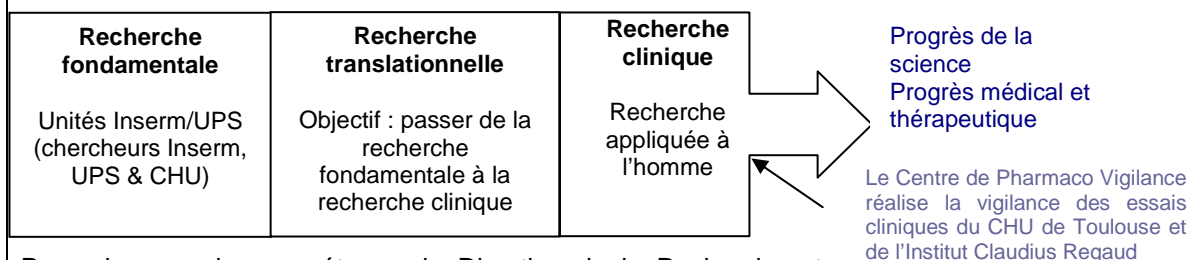 Recherche
fondamentale
Unités Inserm/UPS
(chercheurs Inserm,
UPS & CHU)
Recherche
translationnelle
Objectif : passer de la
recherche
fondamentale à la
recherche clinique
Recherche
clinique
Recherche
appliquée à
l'homme
Progrès de la
science
Progrès médical et
thérapeutique
Le Centre de Pharmaco Vigilance
réalise la vigilance des essais
cliniques du CHU de Toulouse et
de l'Institut Claudius Regaud